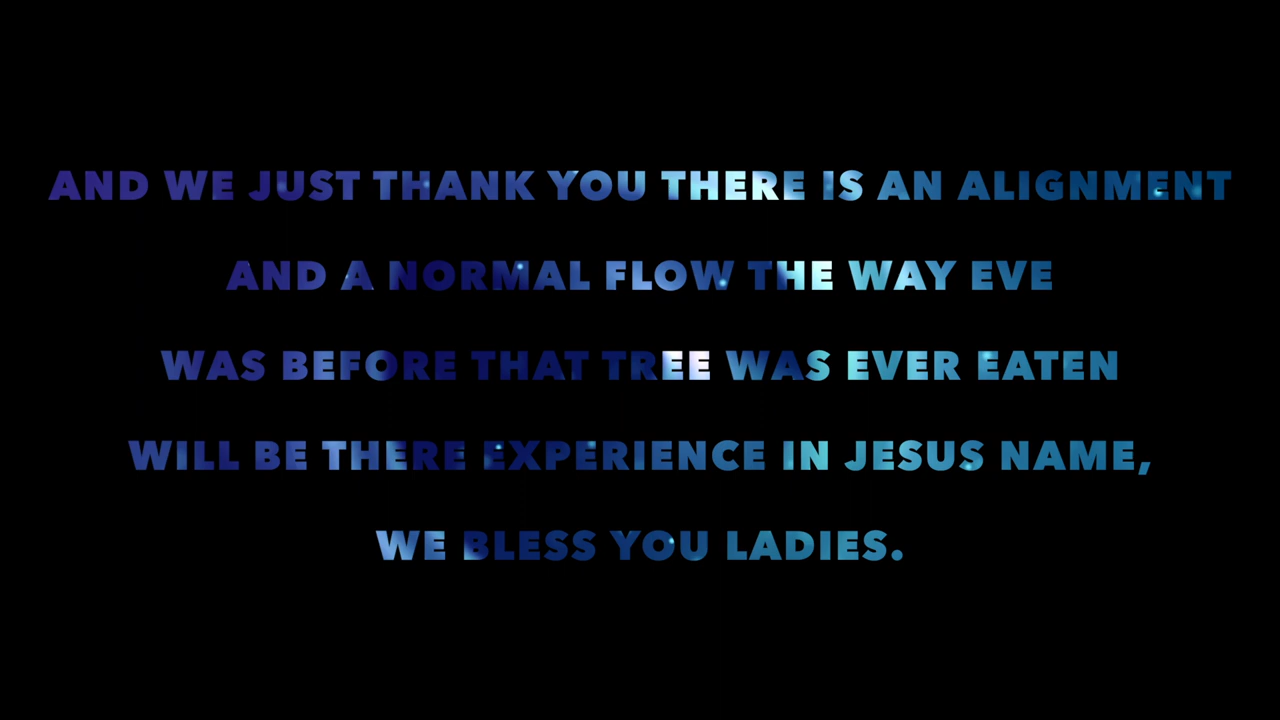 AND WE JUST THANK YOU THERE IS AN ALIGNMENT
AND A NORMAL FLOW THE WAY EVE
WAS BEFORE THAT TREE WAS EVER EATEN
WILL BE THERE EXPERIENCE IN JESUS NAME,
WE BLESS YOU LADIES.